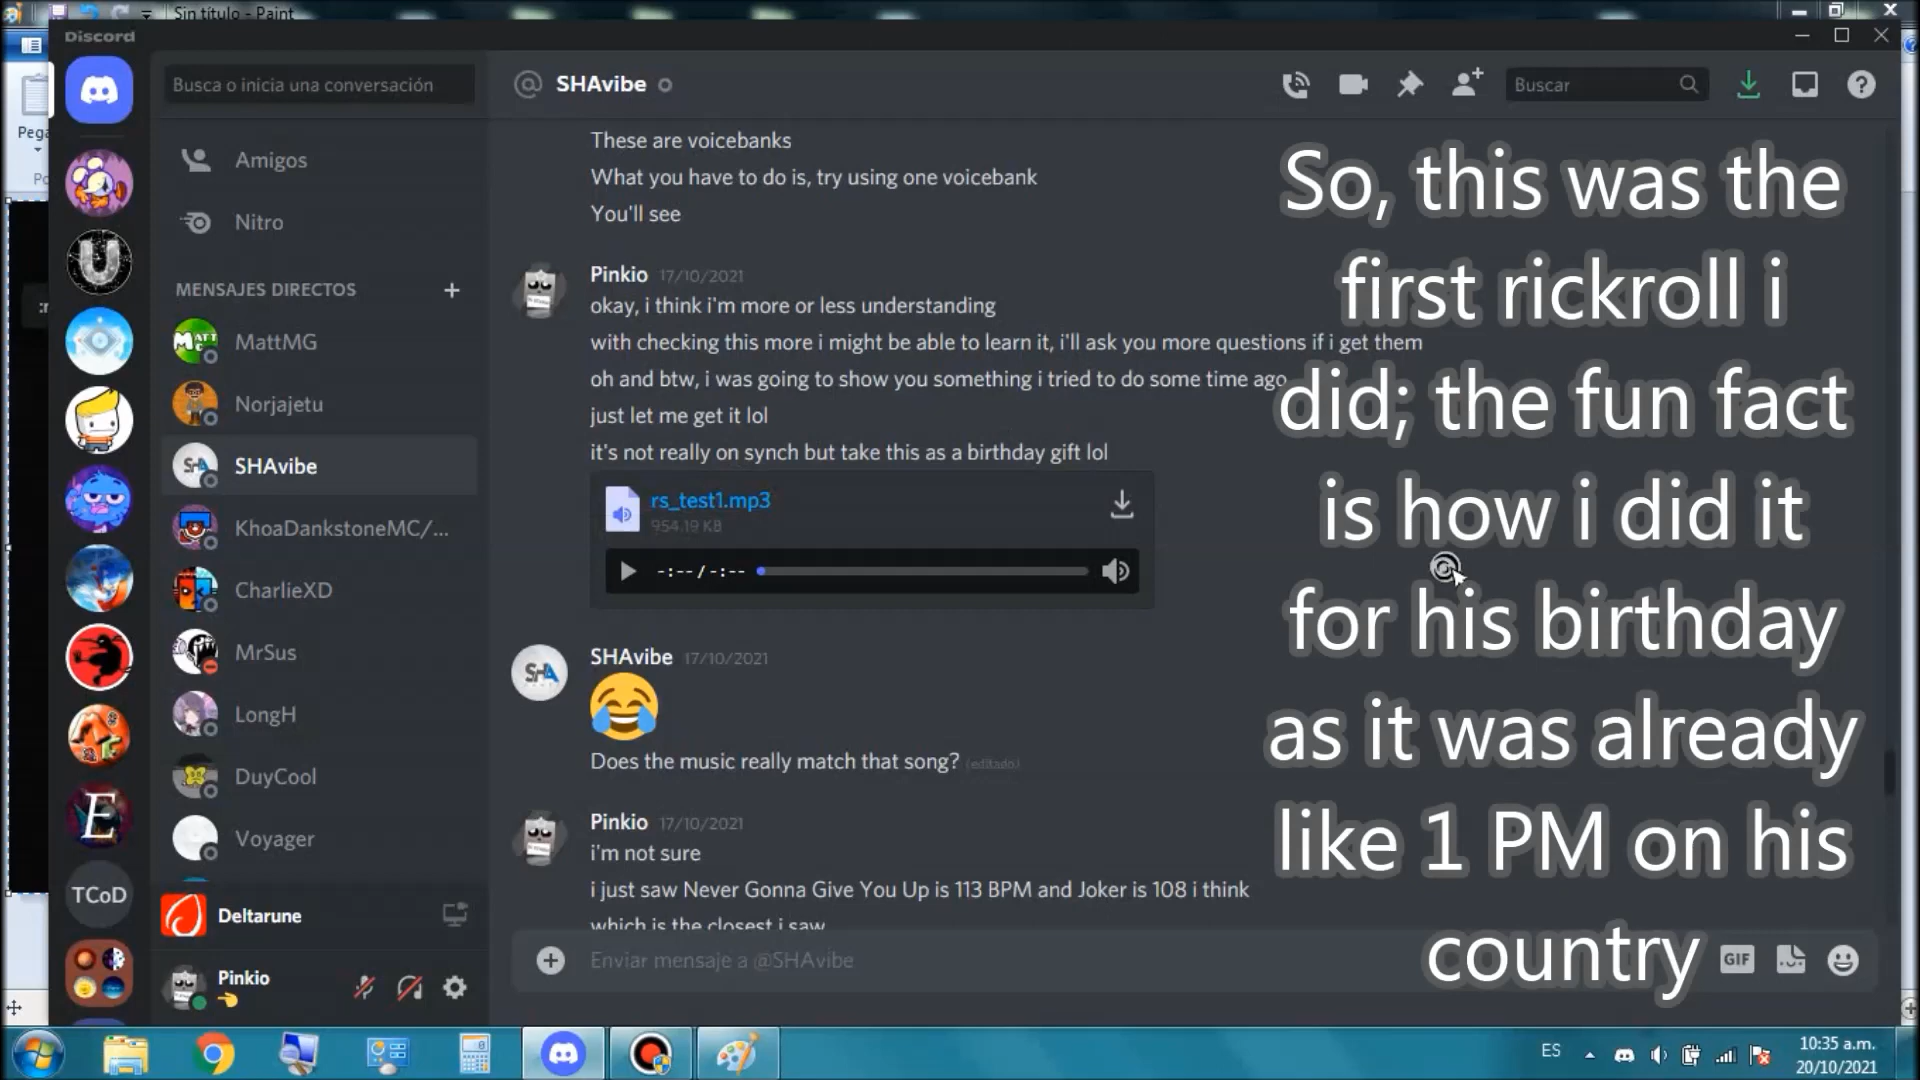 Sin título - Paint
Discord
Pega
Busca o inicia una conversación
SHAvibe
Buscar
Amigos
Nitro
MENSAJES DIRECTOS
MattMG
Norjajetu
SHAvibe
KhoaDankstoneMC/...
CharlieXD
MrSus
LongH
DuyCool
Voyager
TCoD
Deltarune
Pinkio
These are voicebanks
What you have to do is, try using one voicebank
You'll see
Pinkio 17/10/2021
okay, i think i'm more or less understanding
with checking this more i might be able to learn it, i'll ask you more questions if i get them
oh and btw, i was going to show you something i tried to do some time ago
just let me get it lol
it's not really on synch but take this as a birthday gift lol
rs_test1.mp3
954.19 KB
-:-- / -:--
SHAvibe 17/10/2021
Does the music really match that song? (editado)
Pinkio 17/10/2021
i'm not sure
i just saw Never Gonna Give You Up is 113 BPM and Joker is 108 i think
which is the closest i saw
Enviar mensaje a @SHAvibe
GIF
So, this was the
first rickroll i
did; the fun fact
is how i did it
for his birthday
as it was already
like 1 PM on his
country
ES
10:35 a.m.
20/10/2021